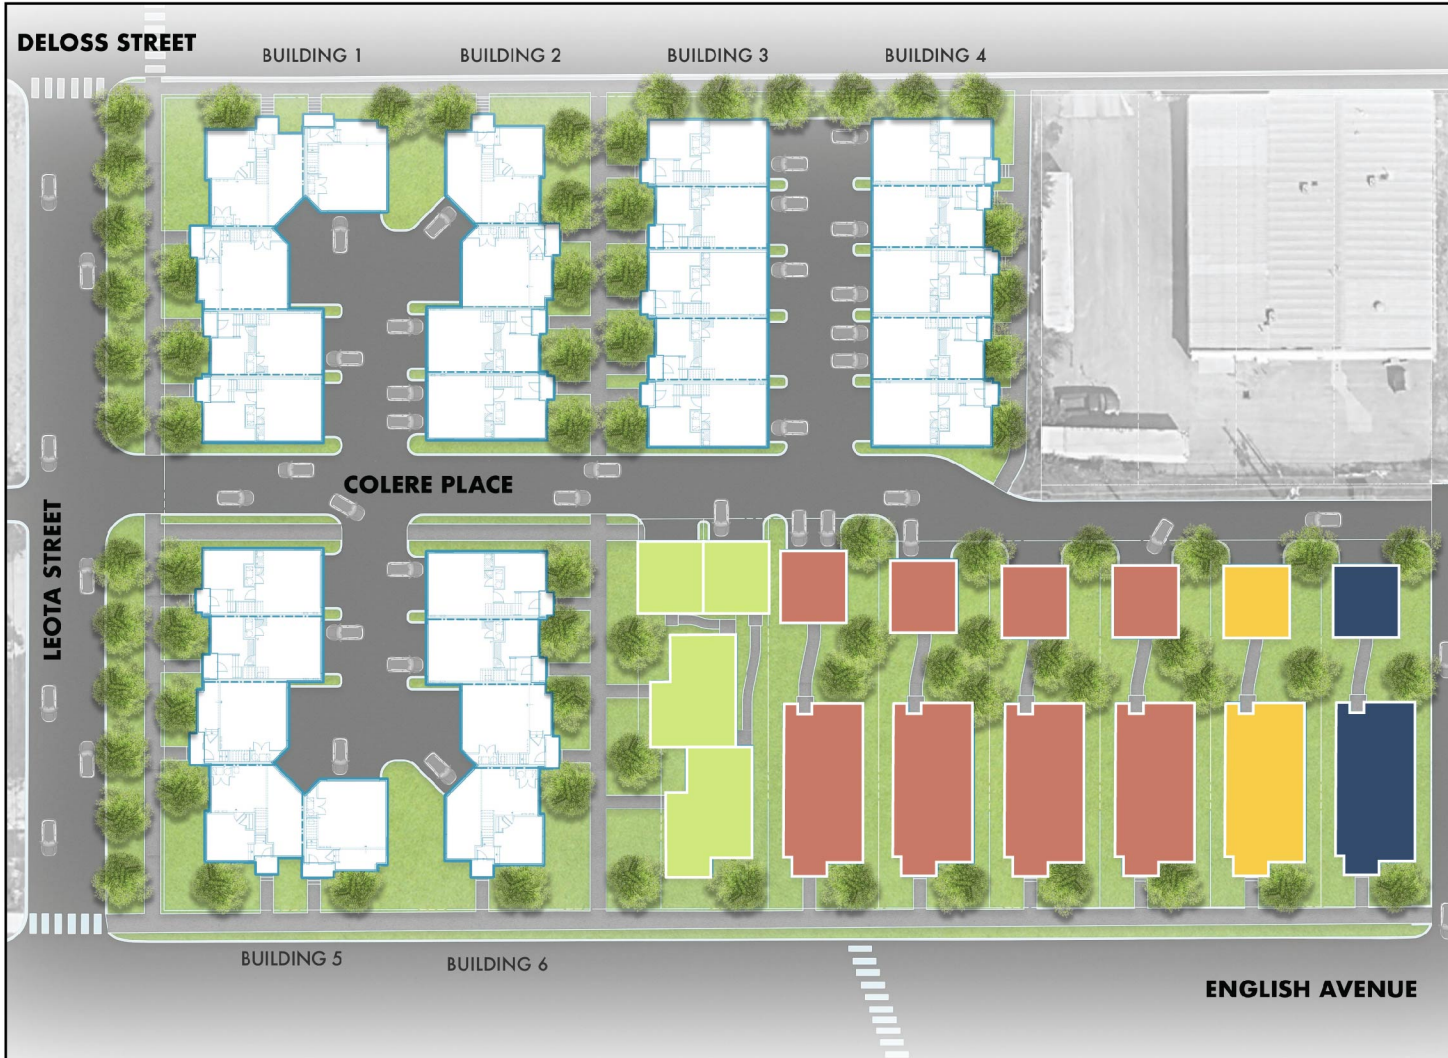 DELOSS STREET
BUILDING 1
BUILDING 2
BUILDING 3
BUILDING 4
COLERE PLACE
LEOTA STREET
BUILDING 5
BUILDING 6
ENGLISH AVENUE